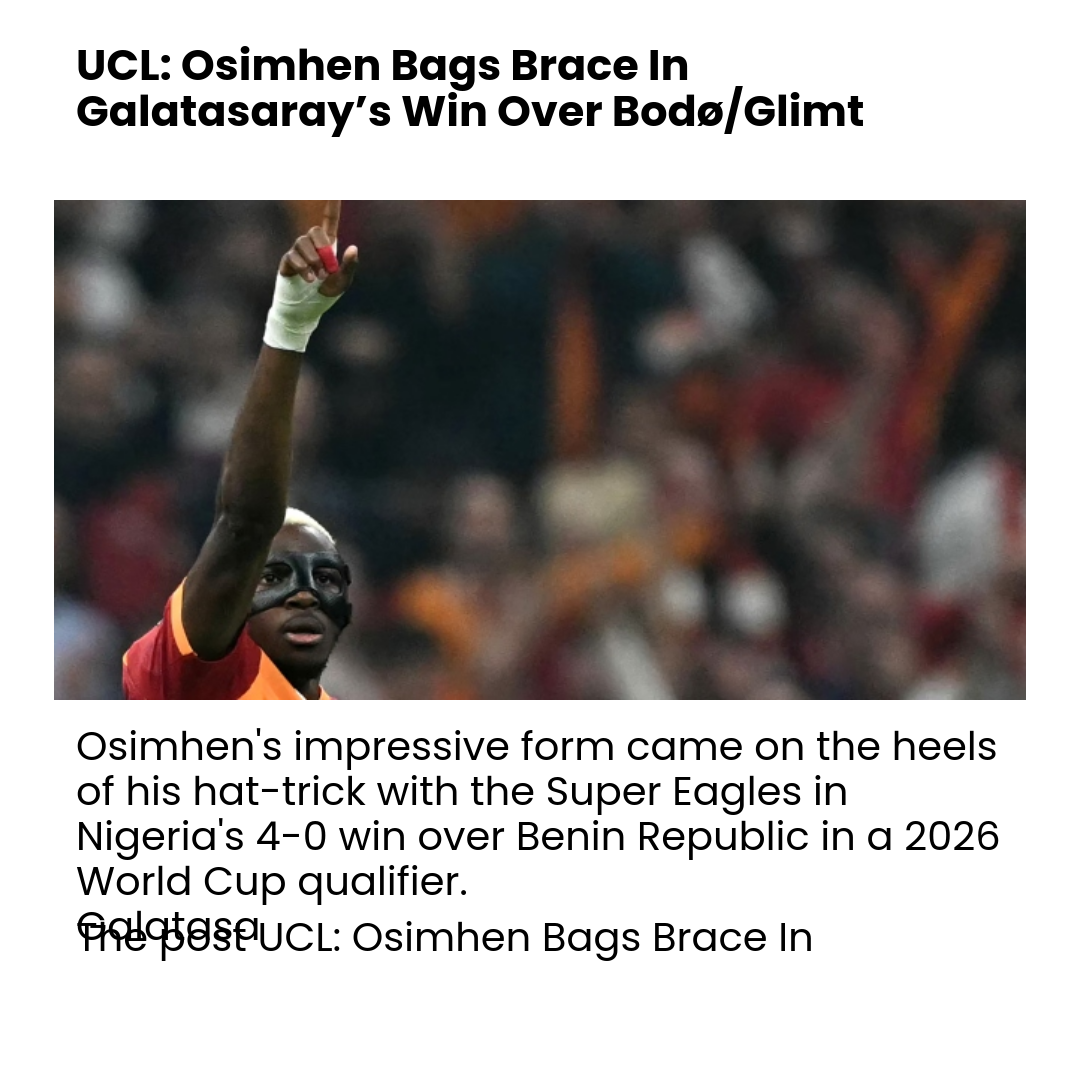 UCL: Osimhen Bags Brace In
Galatasaray’s Win Over Bodø/Glimt
Osimhen's impressive form came on the heels
of his hat-trick with the Super Eagles in
Nigeria's 4-0 win over Benin Republic in a 2026
World Cup qualifier.
Galatasa
The post UCL: Osimhen Bags Brace In